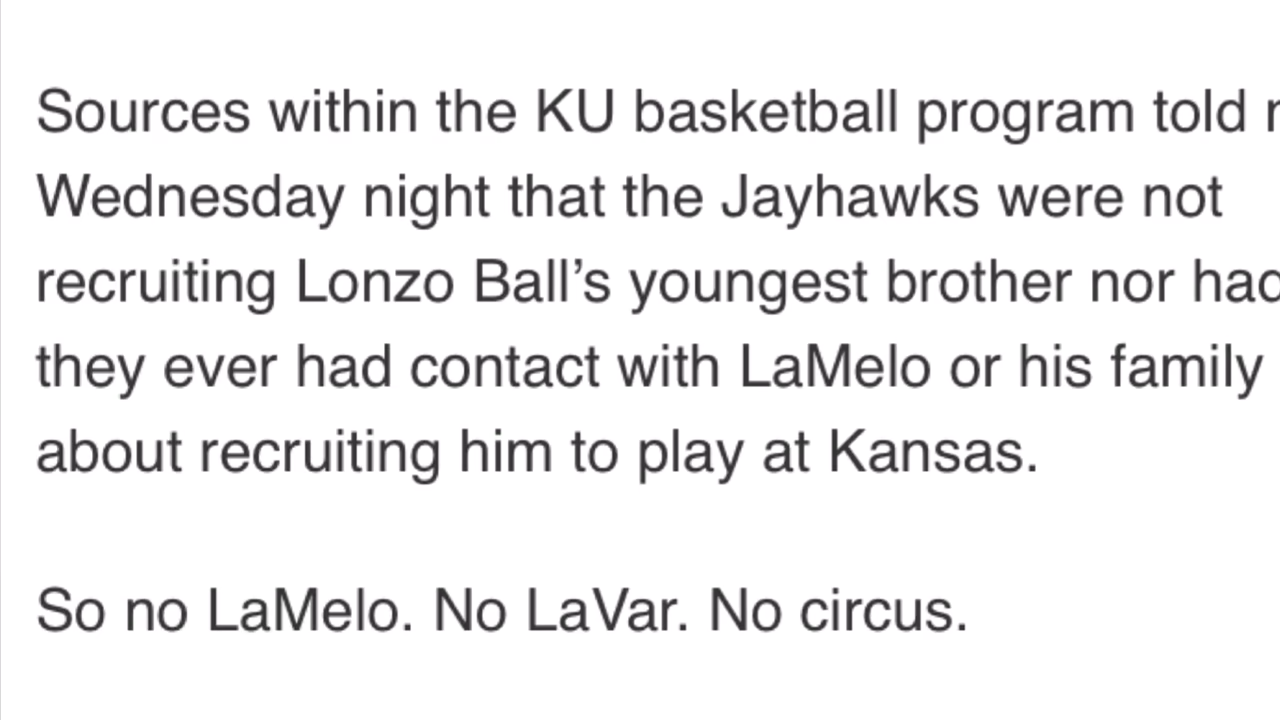 Sources within the KU basketball program told
Wednesday night that the Jayhawks were not
recruiting Lonzo Ball’s youngest brother nor had
they ever had contact with LaMelo or his family
about recruiting him to play at Kansas.
So no LaMelo. No LaVar. No circus.